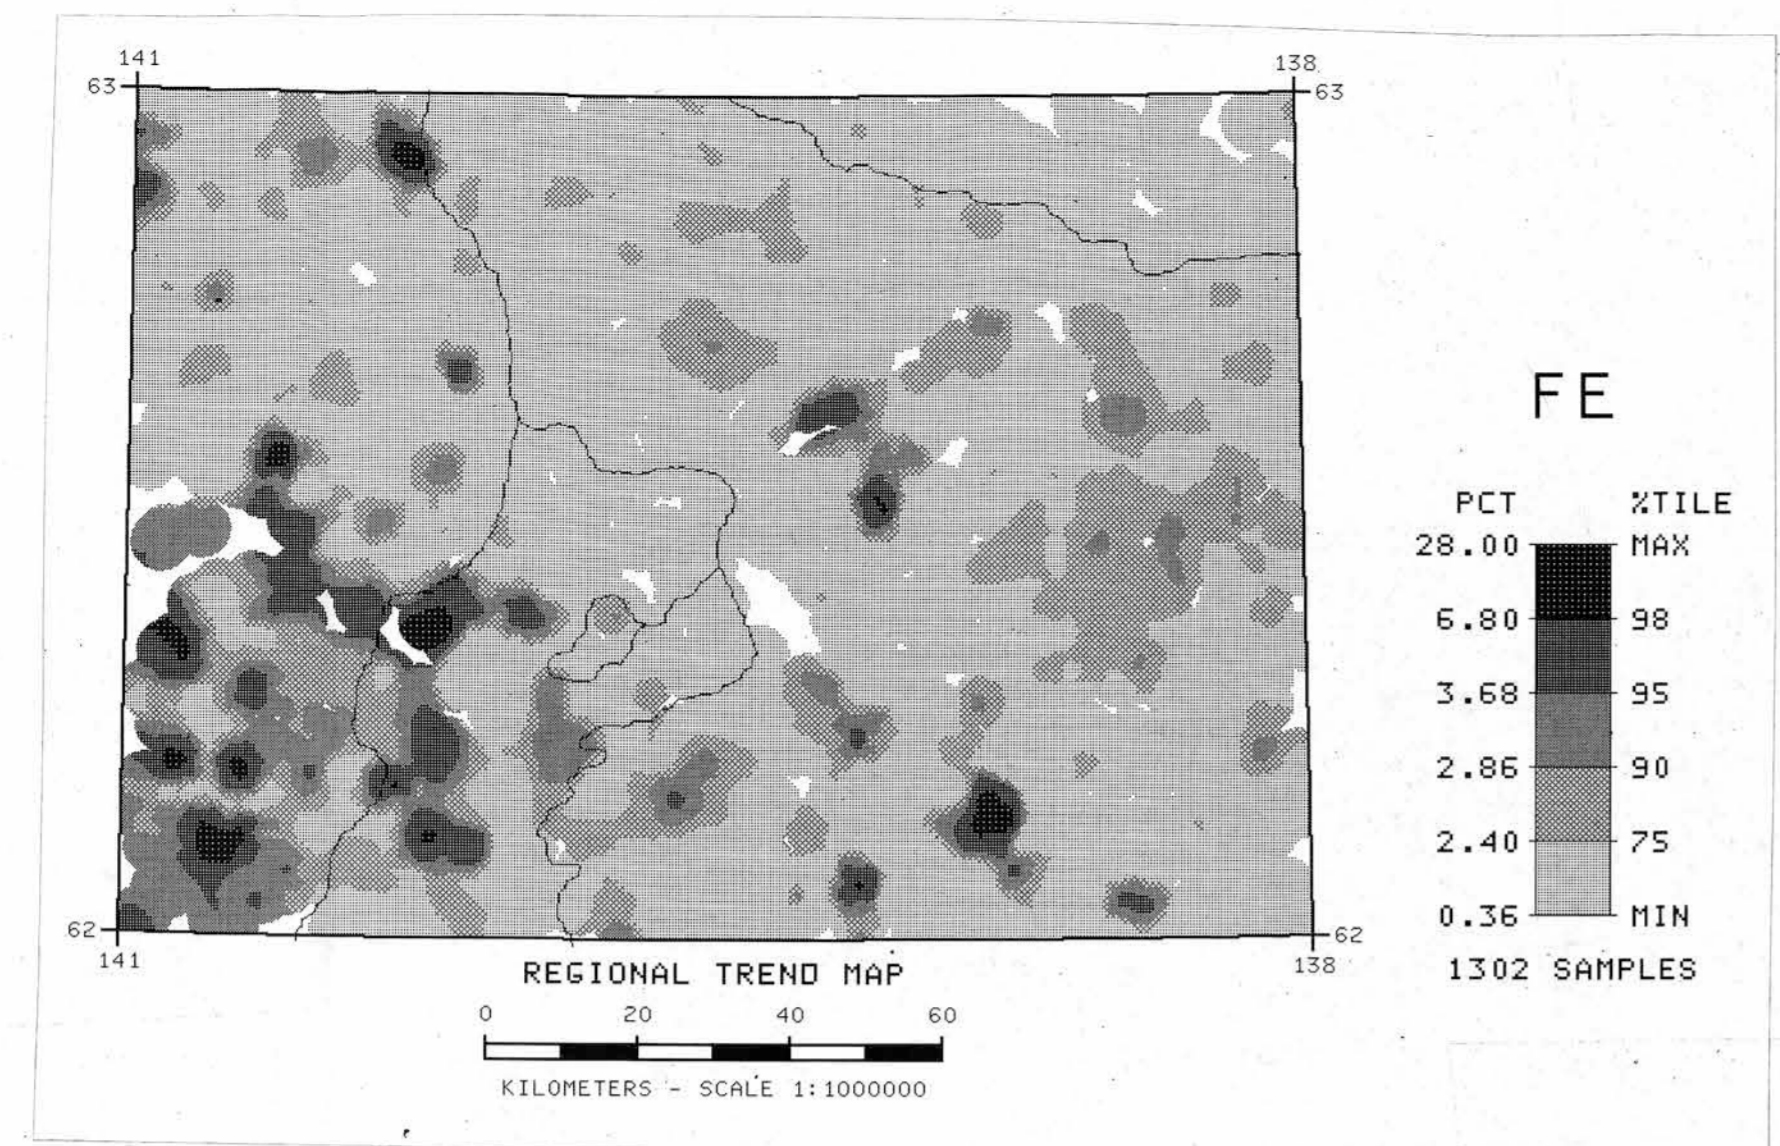 141
138
63
63
FE
PCT %TILE
28.00 MAX
6.80 98
3.68 95
2.86 90
2.40 75
0.36 MIN
1302 SAMPLES
62
62
141
138
REGIONAL TREND MAP
0 20 40 60
KILOMETERS - SCALE 1:1000000